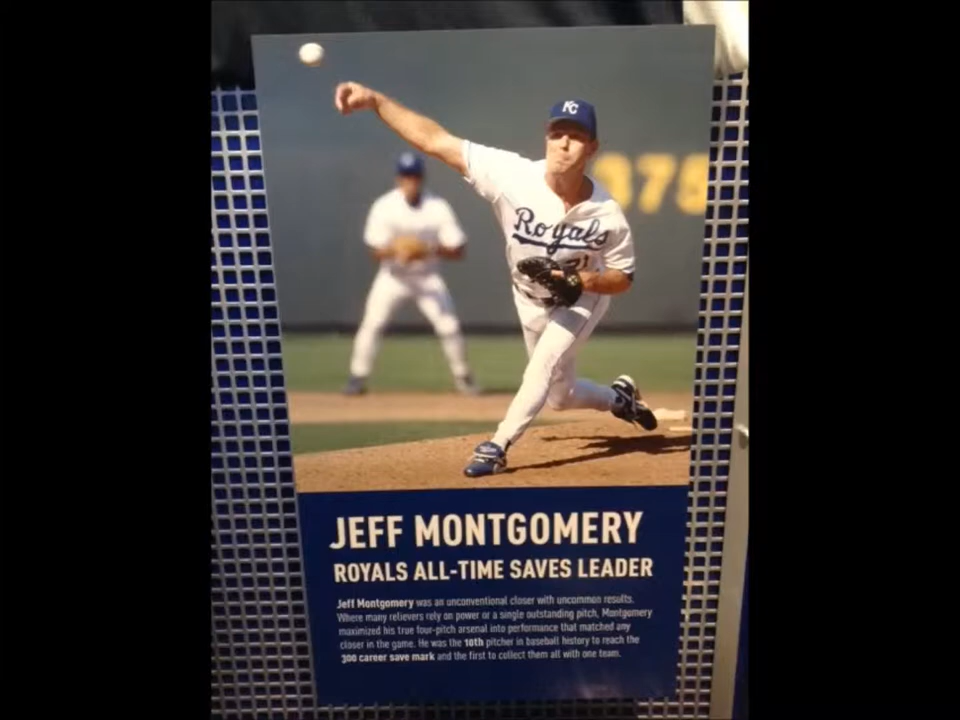 KC
375
Royals
21
JEFF MONTGOMERY
ROYALS ALL-TIME SAVES LEADER
Jeff Montgomery was an unconventional closer with uncommon results.
Where many relievers rely on power or a single outstanding pitch, Montgomery
maximized his true four-pitch arsenal into performance that matched any
closer in the game. He was the 10th pitcher in baseball history to reach the
300 career save mark and the first to collect them all with one team.